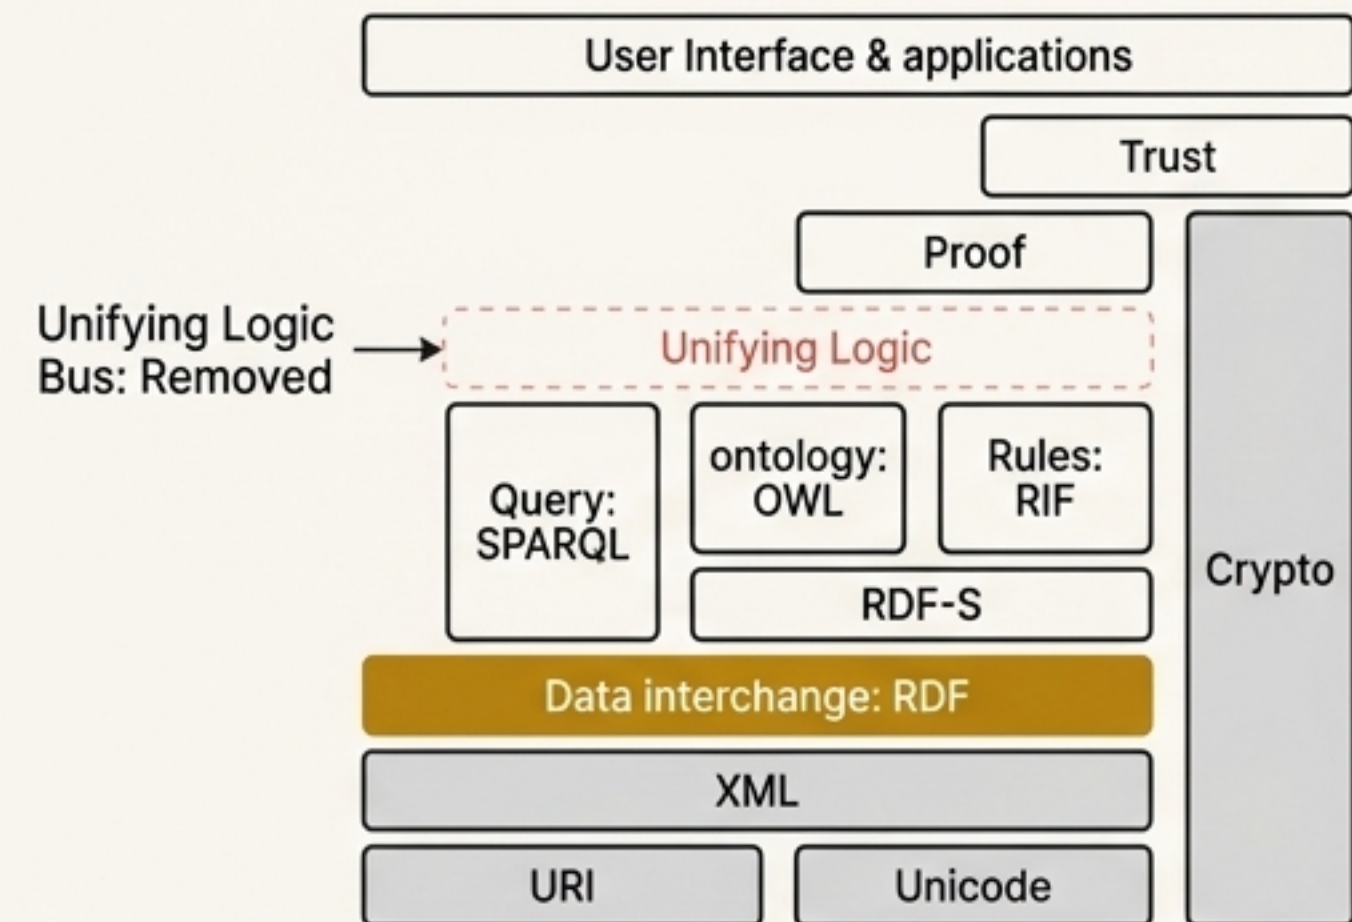 User Interface & applications
Trust
Proof
Unifying Logic
Bus: Removed
Unifying Logic
Query:
SPARQL
ontology:
OWL
Rules:
RIF
Crypto
RDF-S
Data interchange: RDF
XML
URI
Unicode